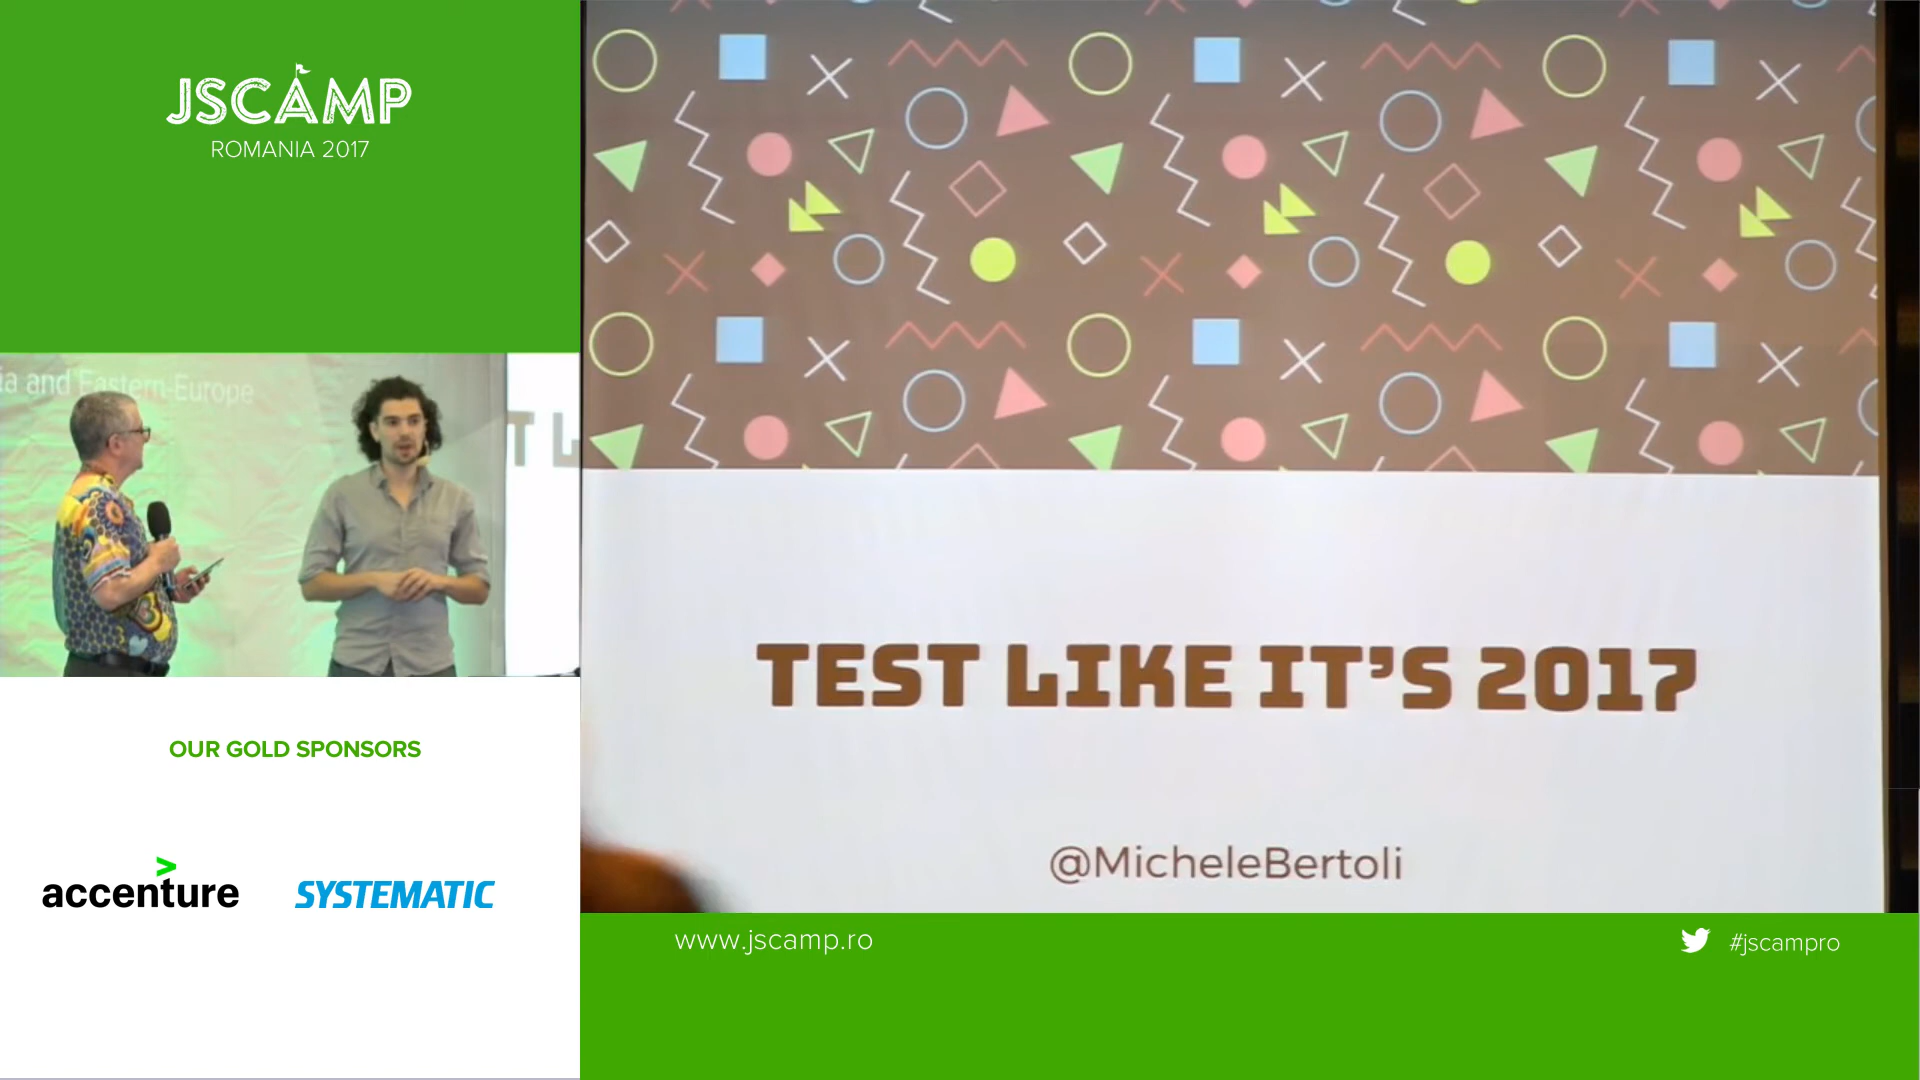 JSCAMP
ROMANIA 2017
ia and Eastern Europe
T L
OUR GOLD SPONSORS
accenture
SYSTEMATIC
TEST LIKE IT'S 2017
@MicheleBertoli
www.jscamp.ro
#jscampro